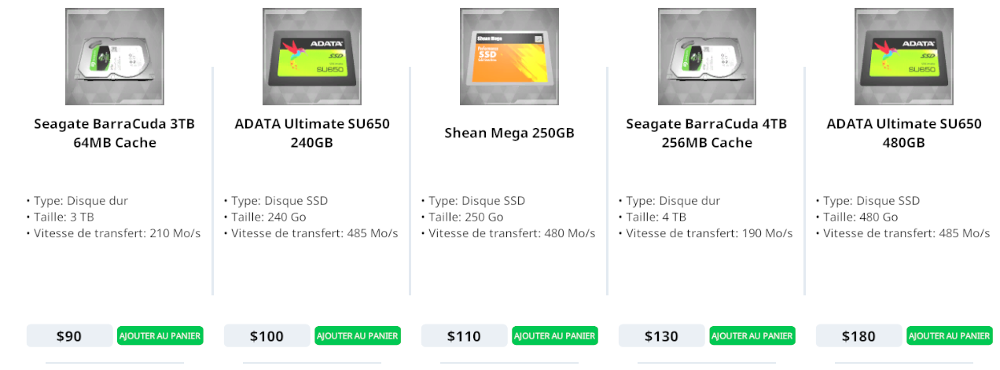 ADATA
SSD
SU650
Shean Mega
Performance
SSD
ADATA
SSD
SU650
Seagate BarraCuda 3TB
64MB Cache
ADATA Ultimate SU650
240GB
Shean Mega 250GB
Seagate BarraCuda 4TB
256MB Cache
ADATA Ultimate SU650
480GB
• Type: Disque dur
• Taille: 3 TB
• Vitesse de transfert: 210 Mo/s
• Type: Disque SSD
• Taille: 240 Go
• Vitesse de transfert: 485 Mo/s
• Type: Disque SSD
• Taille: 250 Go
• Vitesse de transfert: 480 Mo/s
• Type: Disque dur
• Taille: 4 TB
• Vitesse de transfert: 190 Mo/s
• Type: Disque SSD
• Taille: 480 Go
• Vitesse de transfert: 485 Mo/s
$90 AJOUTER AU PANIER
$100 AJOUTER AU PANIER
$110 AJOUTER AU PANIER
$130 AJOUTER AU PANIER
$180 AJOUTER AU PANIER